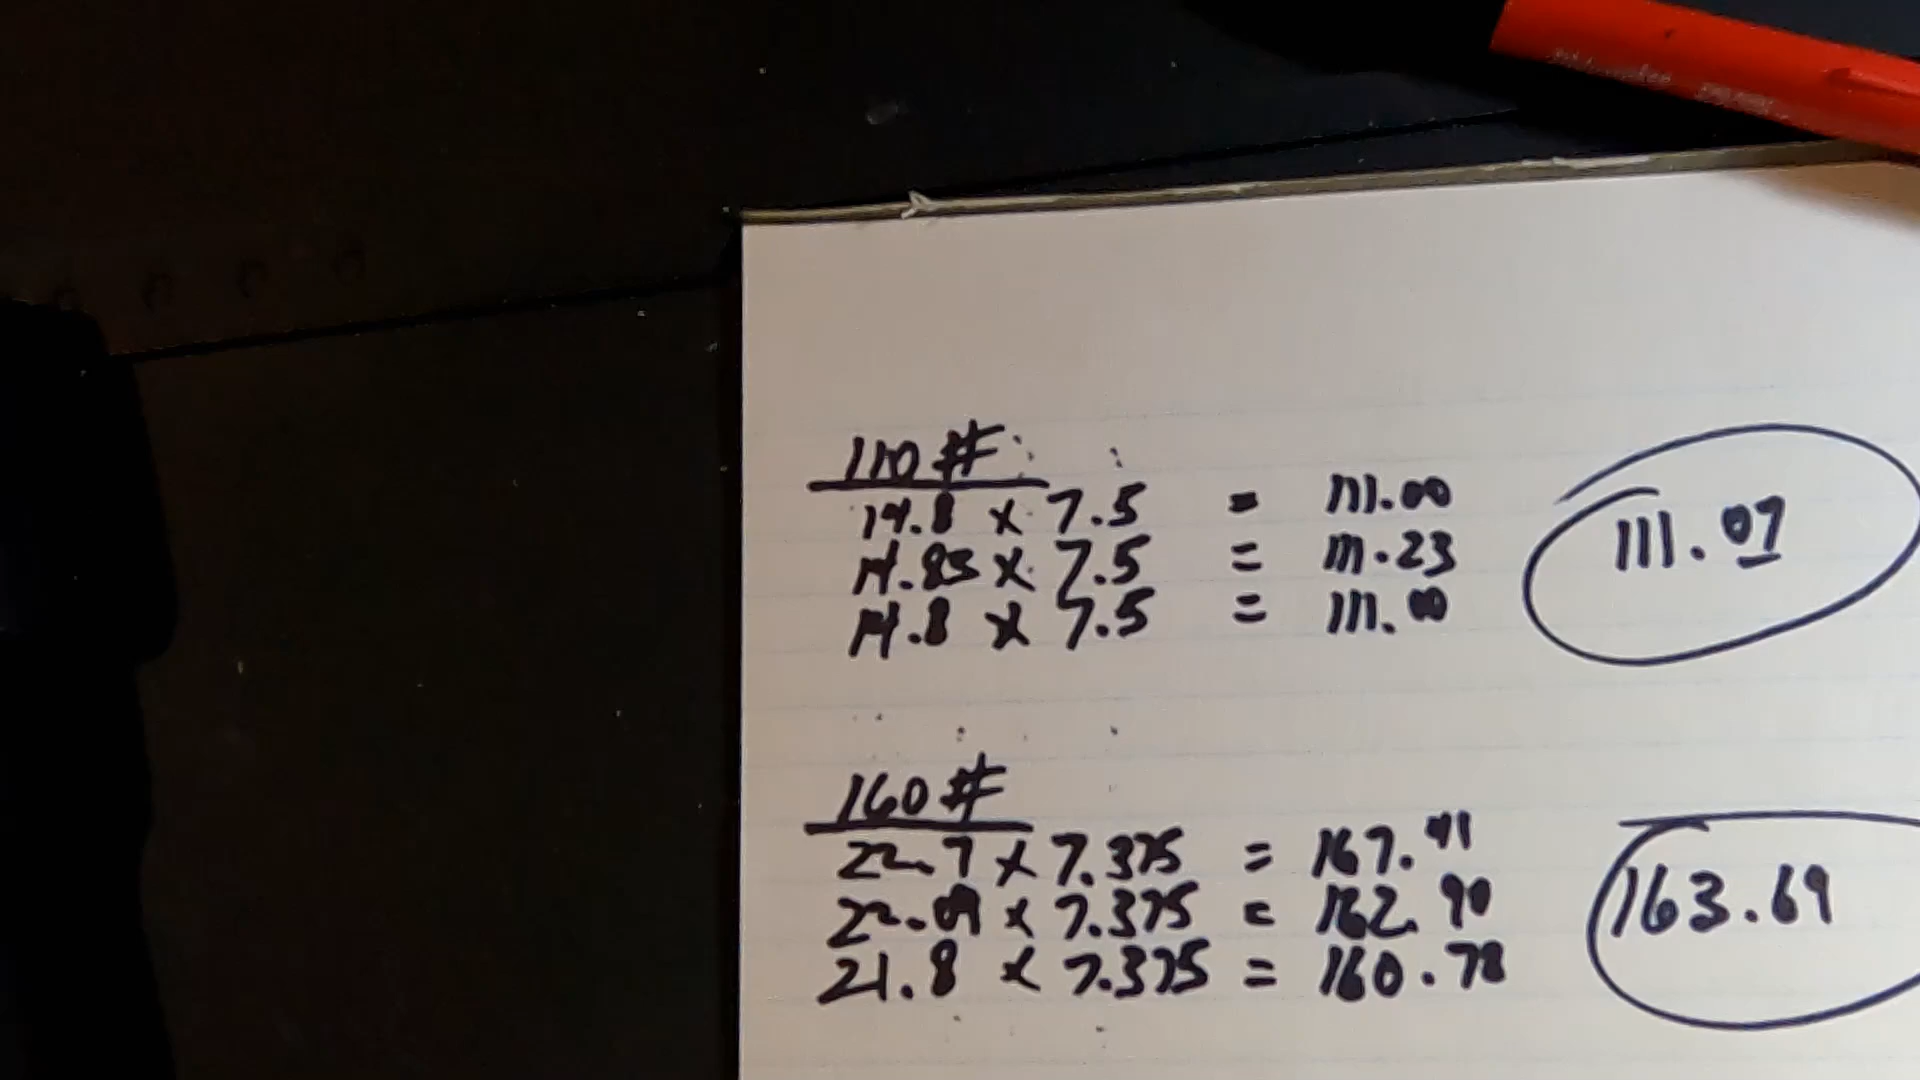 110#
14.8 x 7.5 = 111.00
14.83 x 7.5 = 111.23
14.8 x 7.5 = 111.00
111.07
160#
22.7 x 7.375 = 167.41
22.09 x 7.375 = 162.90
21.8 x 7.375 = 160.78
163.69